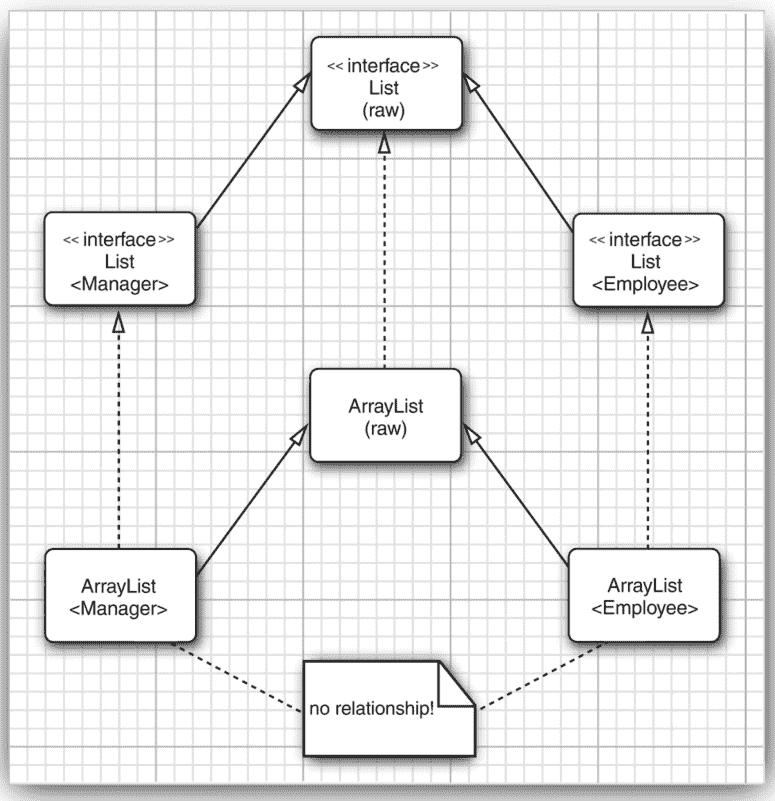 << interface >>
List
(raw)
<< interface >>
List
<Manager>
<< interface >>
List
<Employee>
ArrayList
(raw)
ArrayList
<Manager>
ArrayList
<Employee>
no relationship!